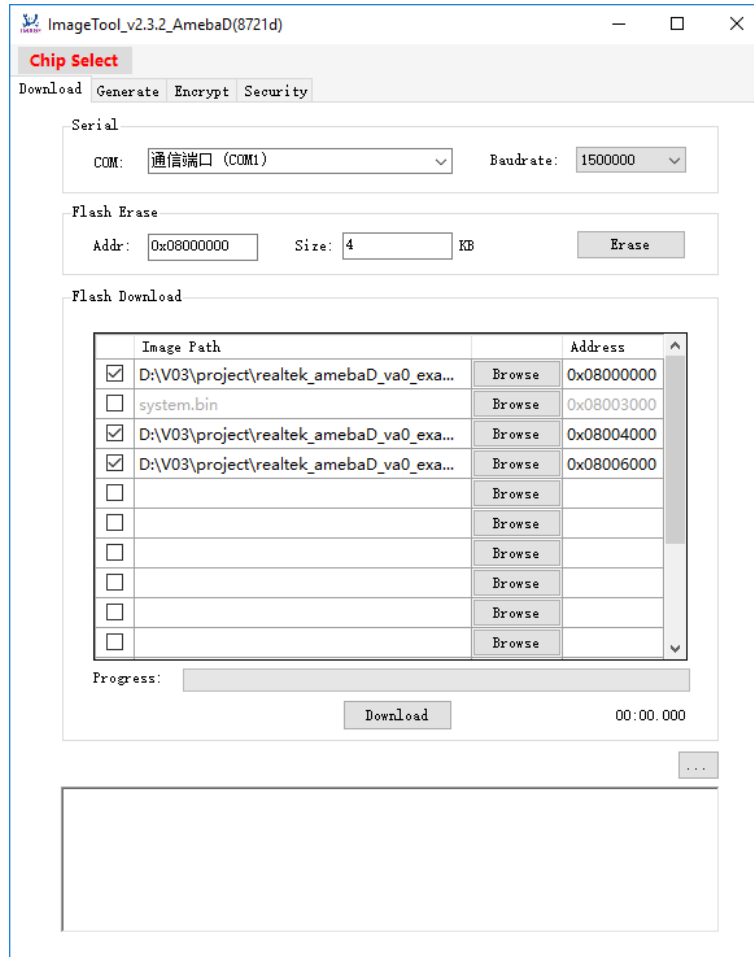 ImageTool_v2.3.2_AmebaD(8721d)
Chip Select
Download Generate Encrypt Security
Serial
COM: 通信端口 (COM1) Baudrate: 1500000
Flash Erase
Addr: 0x08000000 Size: 4 KB Erase
Flash Download
Image Path Address
D:\V03\project\realtek_amebaD_va0_exa... Browse 0x08000000
system.bin Browse 0x08003000
D:\V03\project\realtek_amebaD_va0_exa... Browse 0x08004000
D:\V03\project\realtek_amebaD_va0_exa... Browse 0x08006000
Browse
Browse
Browse
Browse
Browse
Browse
Progress:
Download 00:00.000
...